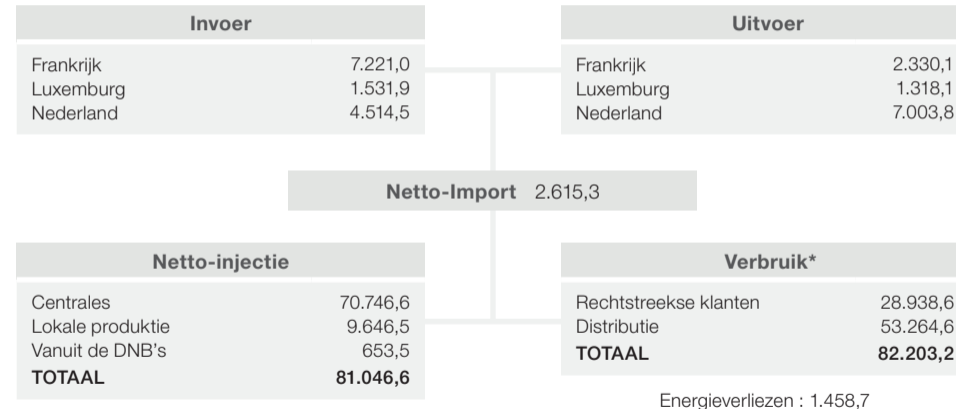 Invoer
Frankrijk 7.221,0
Luxemburg 1.531,9
Nederland 4.514,5
Uitvoer
Frankrijk 2.330,1
Luxemburg 1.318,1
Nederland 7.003,8
Netto-Import 2.615,3
Netto-injectie
Centrales 70.746,6
Lokale produktie 9.646,5
Vanuit de DNB's 653,5
TOTAAL 81.046,6
Verbruik*
Rechtstreekse klanten 28.938,6
Distributie 53.264,6
TOTAAL 82.203,2
Energieverliezen : 1.458,7